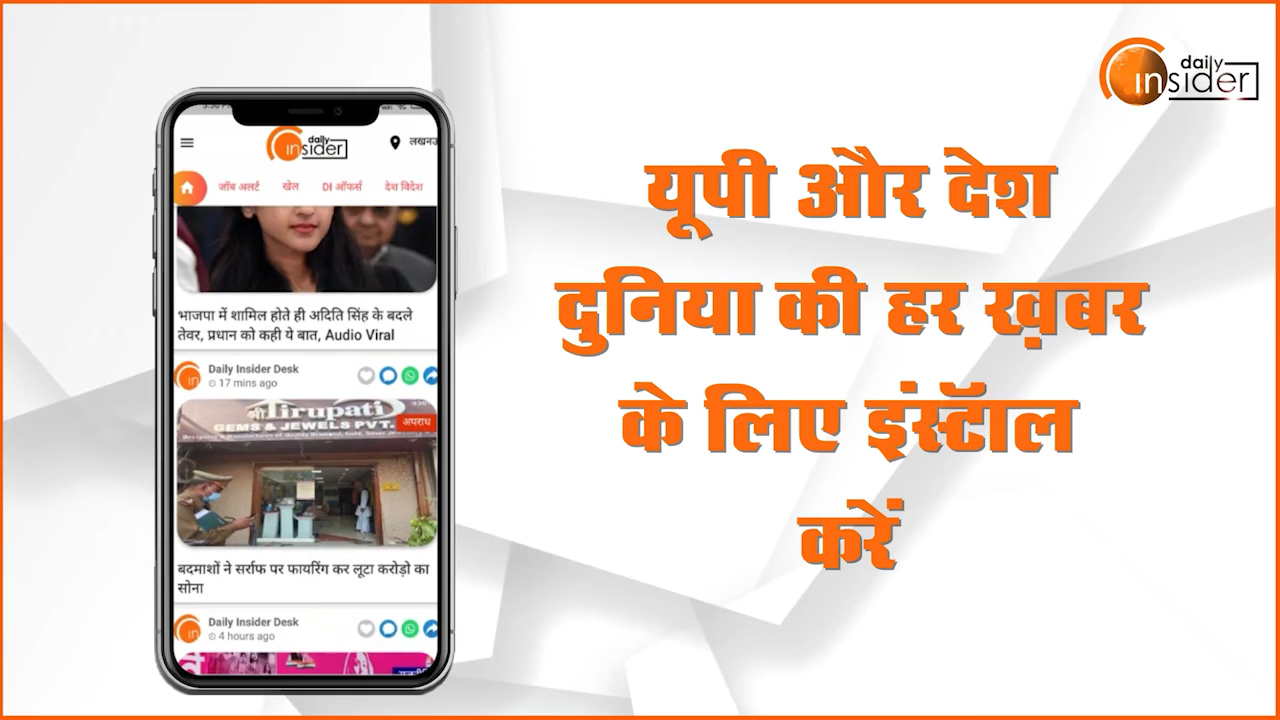 daily
insider
यूपी और देश
दुनिया की हर ख़बर
के लिए इंस्टॉल
करें
daily
insider
लखनऊ
जॉब अलर्ट खेल DI ऑफर्स देश विदेश
भाजपा में शामिल होते ही अदिति सिंह के बदले
तेवर, प्रधान को कही ये बात, Audio Viral
in
Daily Insider Desk
17 mins ago
श्री Tirupati
GEMS & JEWELS PVT.
अपराध
बदमाशों ने सर्राफ पर फायरिंग कर लूटा करोड़ो का
सोना
in
Daily Insider Desk
4 hours ago